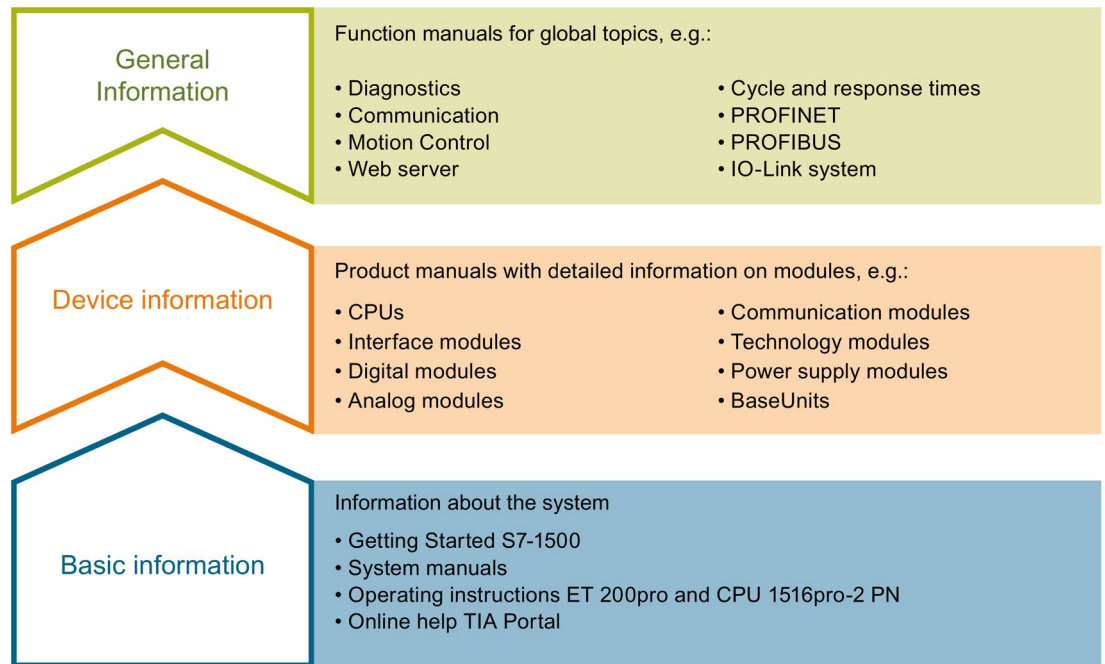 General
Information
Function manuals for global topics, e.g.:
• Diagnostics
• Communication
• Motion Control
• Web server
• Cycle and response times
• PROFINET
• PROFIBUS
• IO-Link system
Device information
Product manuals with detailed information on modules, e.g.:
• CPUs
• Interface modules
• Digital modules
• Analog modules
• Communication modules
• Technology modules
• Power supply modules
• BaseUnits
Basic information
Information about the system
• Getting Started S7-1500
• System manuals
• Operating instructions ET 200pro and CPU 1516pro-2 PN
• Online help TIA Portal